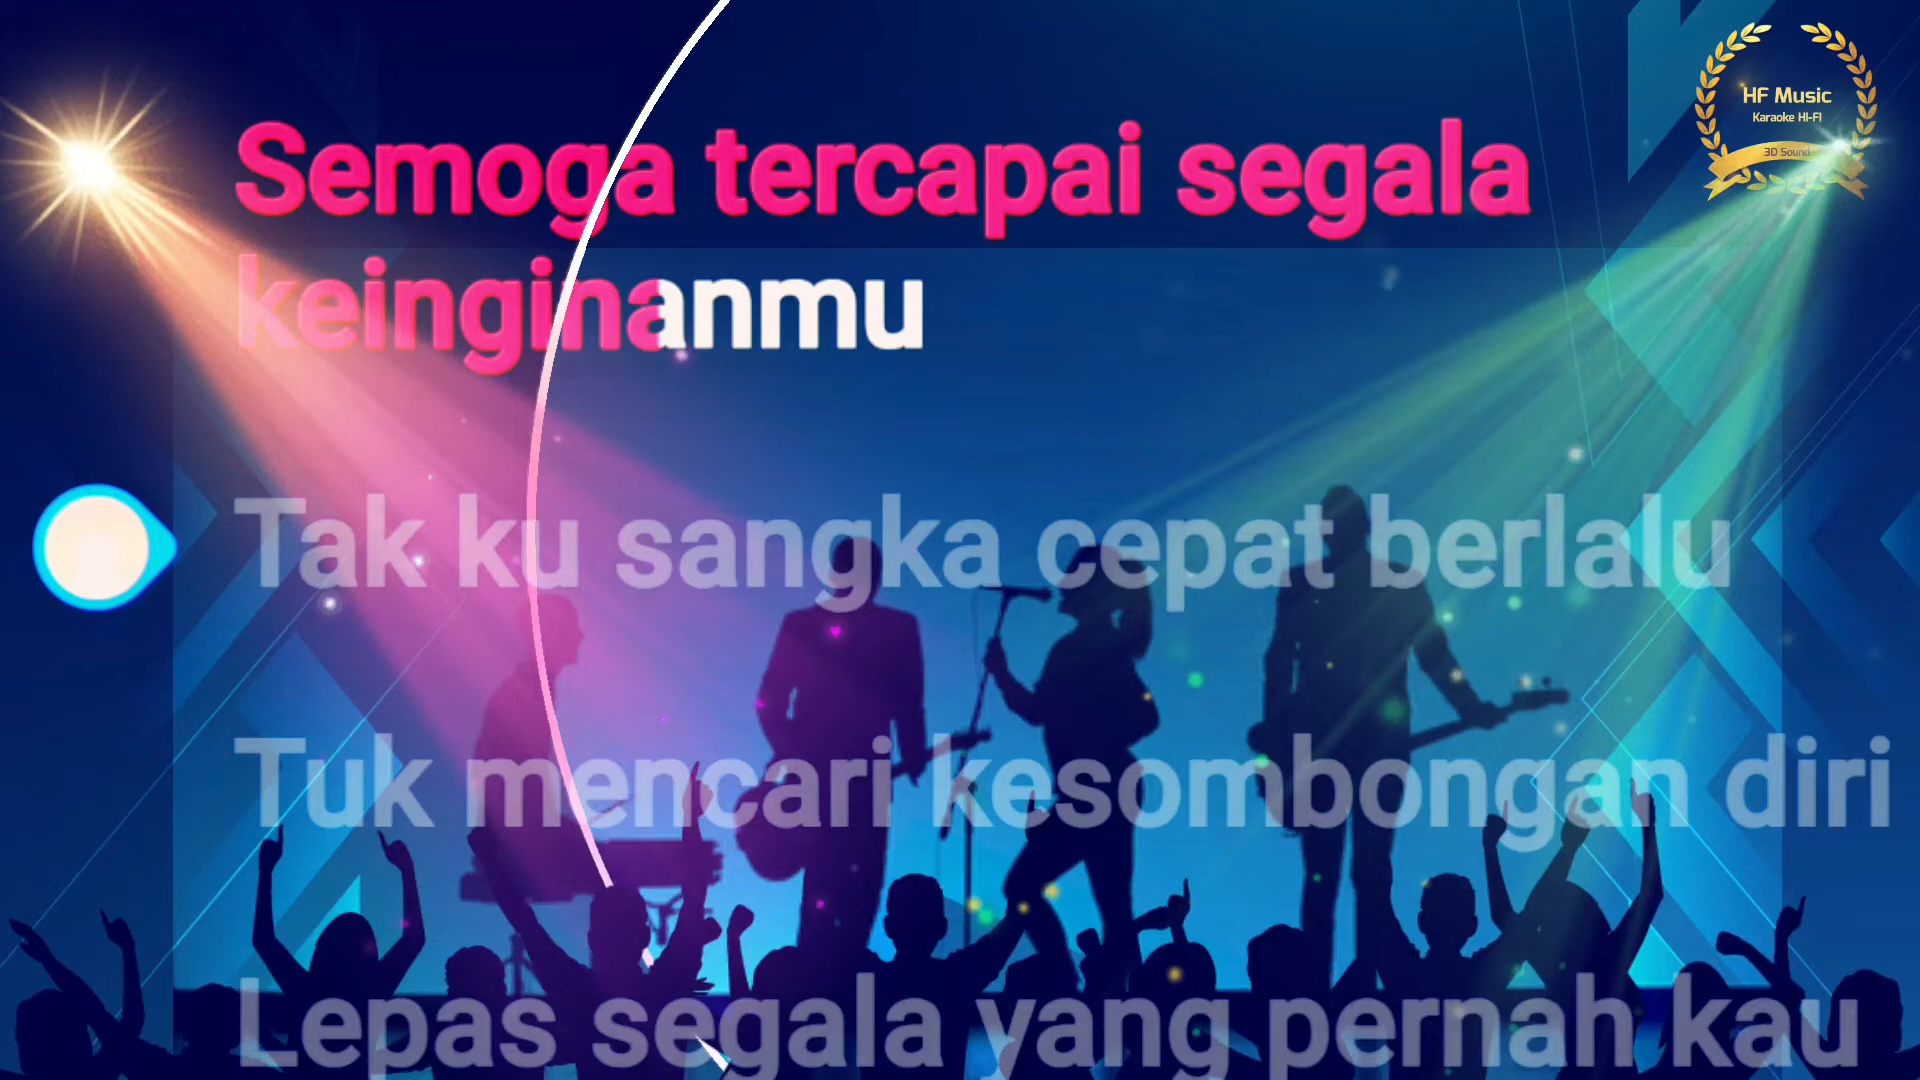 HF Music
Karaoke HI-FI
3D Sound
Semoga tercapai segala
keinginanmu
Tak ku sangka cepat berlalu
Tuk mencari kesombongan diri
Lepas segala yang pernah kau